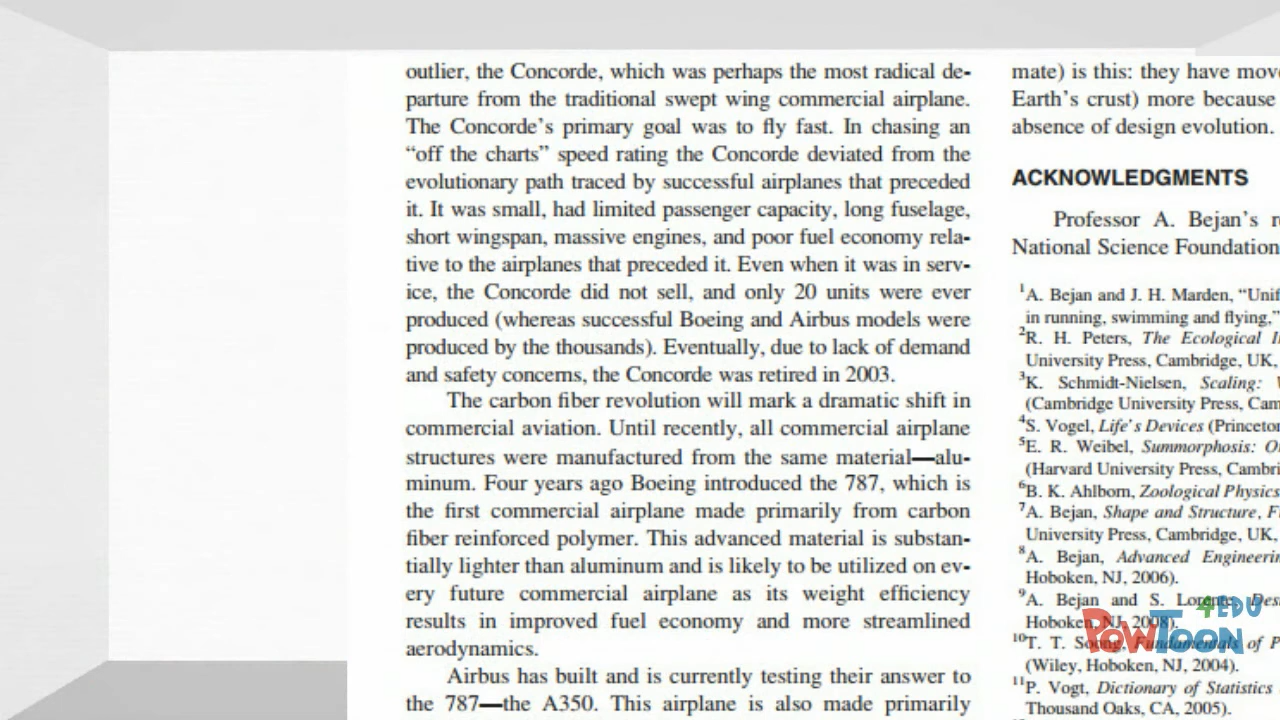 outlier, the Concorde, which was perhaps the most radical de-
parture from the traditional swept wing commercial airplane.
The Concorde's primary goal was to fly fast. In chasing an
“off the charts” speed rating the Concorde deviated from the
evolutionary path traced by successful airplanes that preceded
it. It was small, had limited passenger capacity, long fuselage,
short wingspan, massive engines, and poor fuel economy rela-
tive to the airplanes that preceded it. Even when it was in serv-
ice, the Concorde did not sell, and only 20 units were ever
produced (whereas successful Boeing and Airbus models were
produced by the thousands). Eventually, due to lack of demand
and safety concerns, the Concorde was retired in 2003.
The carbon fiber revolution will mark a dramatic shift in
commercial aviation. Until recently, all commercial airplane
structures were manufactured from the same material—alu-
minum. Four years ago Boeing introduced the 787, which is
the first commercial airplane made primarily from carbon
fiber reinforced polymer. This advanced material is substan-
tially lighter than aluminum and is likely to be utilized on ev-
ery future commercial airplane as its weight efficiency
results in improved fuel economy and more streamlined
aerodynamics.
Airbus has built and is currently testing their answer to
the 787—the A350. This airplane is also made primarily
mate) is this: they have mov
Earth's crust) more because
absence of design evolution.
ACKNOWLEDGMENTS
Professor A. Bejan's r
National Science Foundation
1A. Bejan and J. H. Marden, “Unif
in running, swimming and flying,”
2R. H. Peters, The Ecological I
University Press, Cambridge, UK,
3K. Schmidt-Nielsen, Scaling:
(Cambridge University Press, Cam
4S. Vogel, Life's Devices (Princeton
5E. R. Weibel, Summorphosis: O
(Harvard University Press, Cambri
6B. K. Ahlborn, Zoological Physics
7A. Bejan, Shape and Structure, F
University Press, Cambridge, UK,
8A. Bejan, Advanced Engineerin
Hoboken, NJ, 2006).
9A. Bejan and S. Lorente, Des
Hoboken, NJ, 2008).
10T. T. Soong, Fundamentals of P
(Wiley, Hoboken, NJ, 2004).
11P. Vogt, Dictionary of Statistics
Thousand Oaks, CA, 2005).
EDU
POWTOON